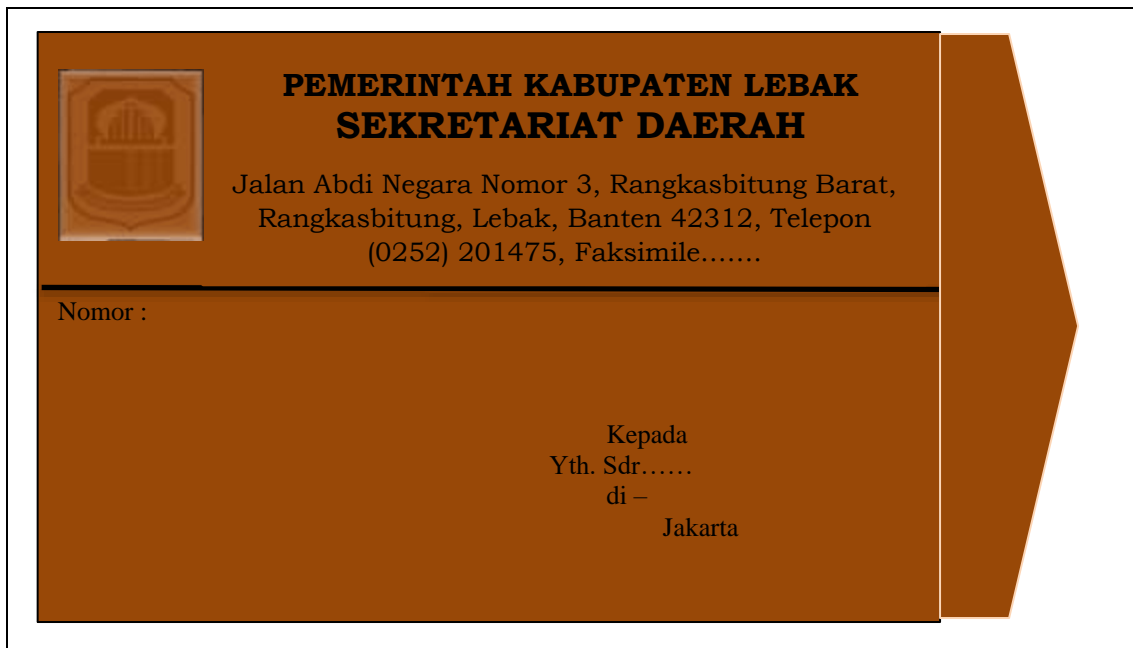 PEMERINTAH KABUPATEN LEBAK
SEKRETARIAT DAERAH
Jalan Abdi Negara Nomor 3, Rangkasbitung Barat,
Rangkasbitung, Lebak, Banten 42312, Telepon
(0252) 201475, Faksimile.......
Nomor :
Kepada
Yth. Sdr……
di –
Jakarta